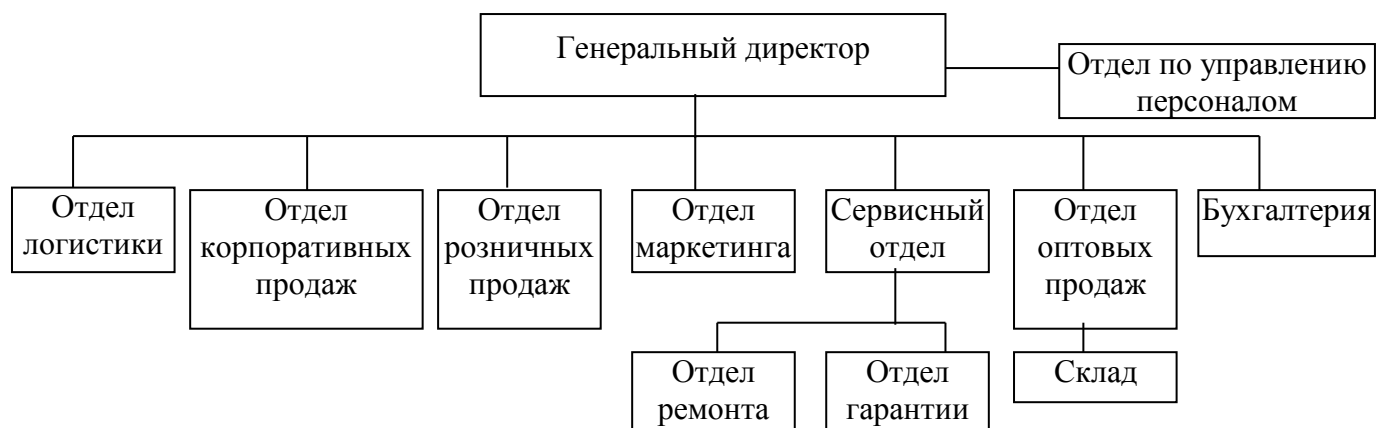 Генеральный директор
Отдел по управлению
персоналом
Отдел
логистики
Отдел
корпоративных
продаж
Отдел
розничных
продаж
Отдел
маркетинга
Сервисный
отдел
Отдел
оптовых
продаж
Бухгалтерия
Отдел
ремонта
Отдел
гарантии
Склад